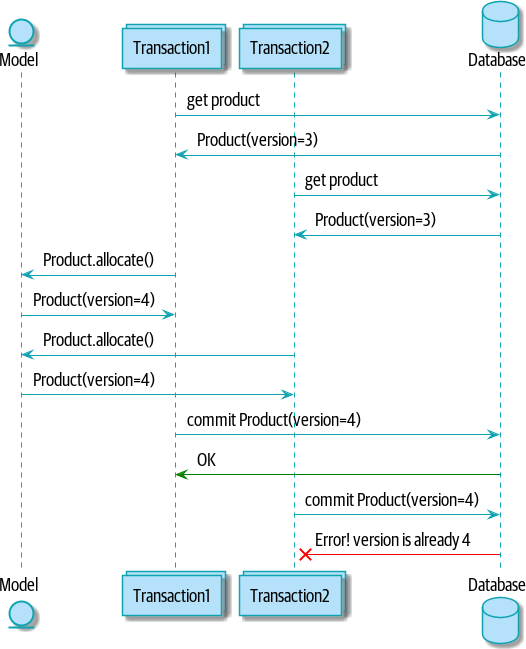 Model
Transaction1
Transaction2
Database
get product
Product(version=3)
get product
Product(version=3)
Product.allocate()
Product(version=4)
Product.allocate()
Product(version=4)
commit Product(version=4)
OK
commit Product(version=4)
Error! version is already 4
Model
Transaction1
Transaction2
Database